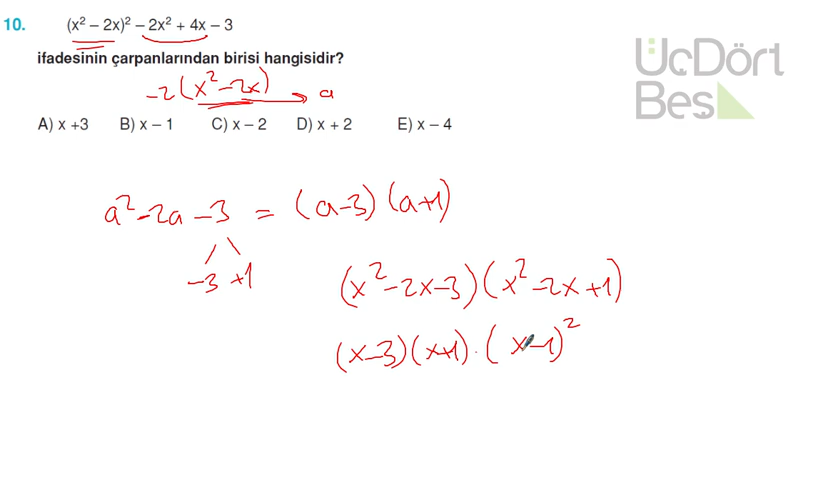 10. (x² – 2x)² – 2x² + 4x – 3
ifadesinin çarpanlarından birisi hangisidir?
-2(x²-2x) → a
A) x +3 B) x – 1 C) x – 2 D) x + 2 E) x – 4
a²-2a-3 = (a-3)(a+1)
-3 +1
(x²-2x-3)(x²-2x+1)
(x-3)(x+1)·(x-1)²
ÜçDört
Beş